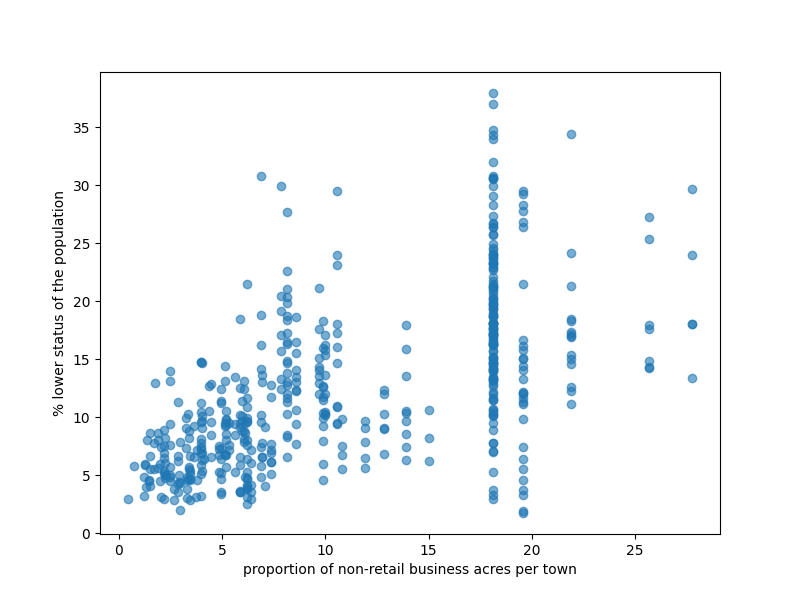 % lower status of the population
35
30
25
20
15
10
5
0
0 5 10 15 20 25
proportion of non-retail business acres per town